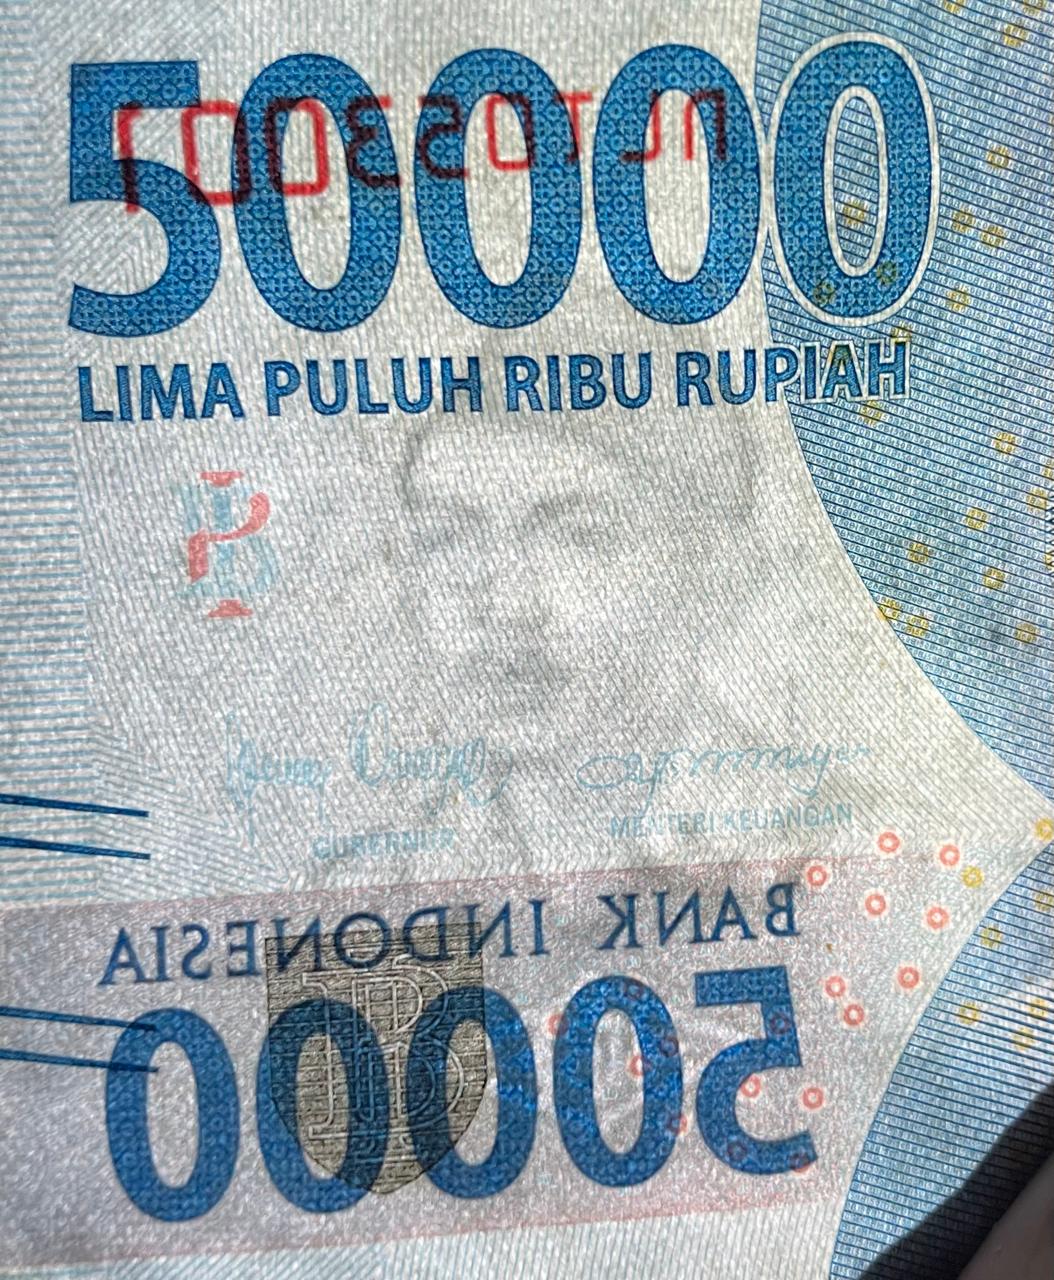 50000
LIMA PULUH RIBU RUPIAH
GUBERNUR
MENTERI KEUANGAN
BANK INDONESIA
50000